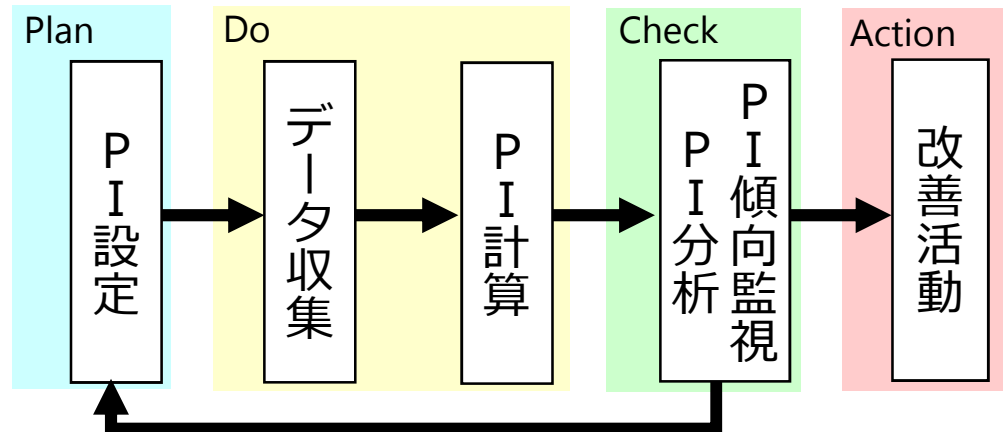 Plan
PI設定
Do
データ収集
PI計算
Check
PI傾向監視
PI分析
Action
改善活動